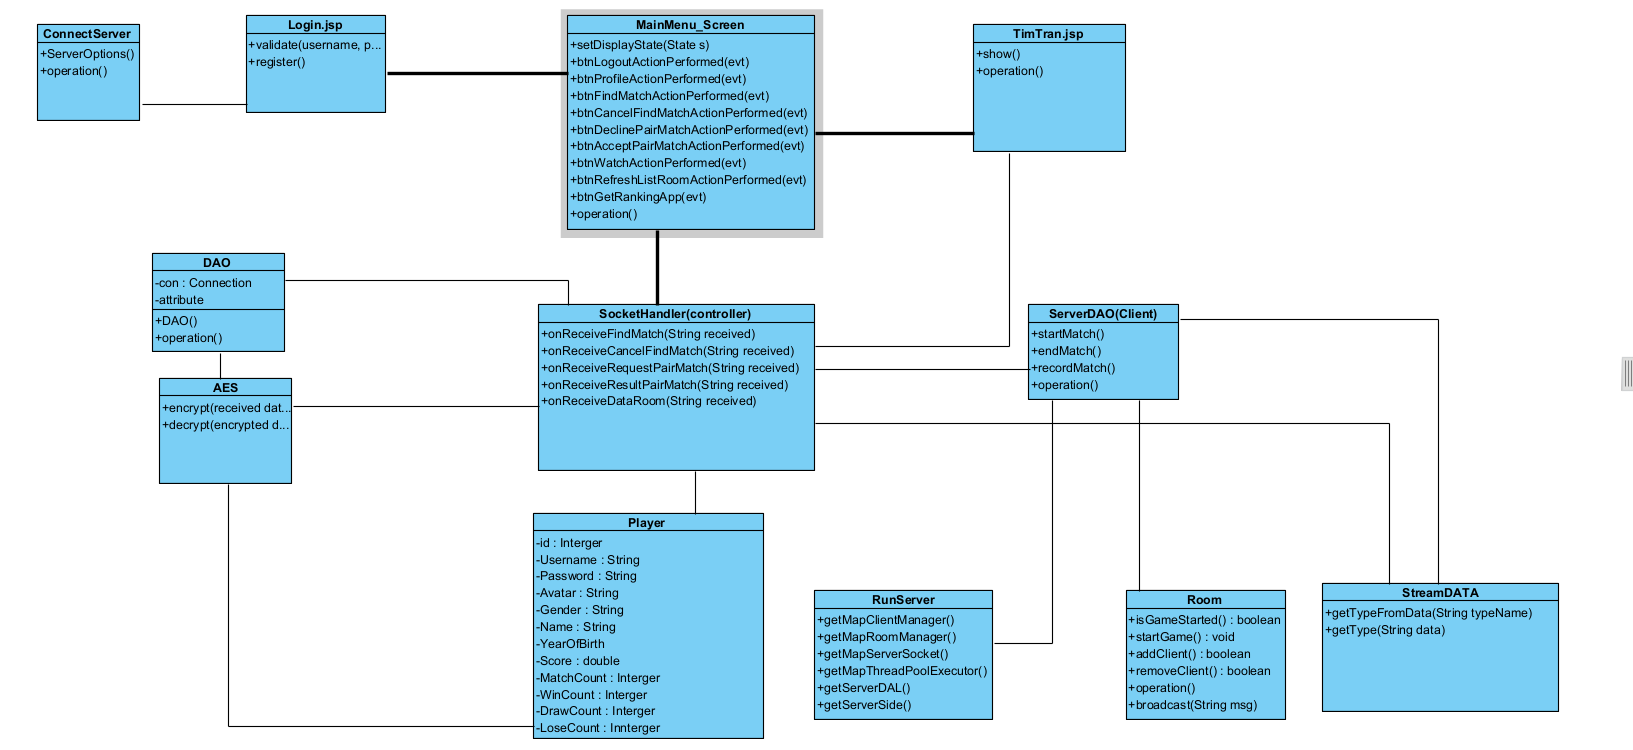 ConnectServer
+ServerOptions()
+operation()
Login.jsp
+validate(username, p...
+register()
MainMenu_Screen
+setDisplayState(State s)
+btnLogoutActionPerformed(evt)
+btnProfileActionPerformed(evt)
+btnFindMatchActionPerformed(evt)
+btnCancelFindMatchActionPerformed(evt)
+btnDeclinePairMatchActionPerformed(evt)
+btnAcceptPairMatchActionPerformed(evt)
+btnWatchActionPerformed(evt)
+btnRefreshListRoomActionPerformed(evt)
+btnGetRankingApp(evt)
+operation()
TimTran.jsp
+show()
+operation()
DAO
-con : Connection
-attribute
+DAO()
+operation()
AES
+encrypt(received dat...
+decrypt(encrypted d...
SocketHandler(controller)
+onReceiveFindMatch(String received)
+onReceiveCancelFindMatch(String received)
+onReceiveRequestPairMatch(String received)
+onReceiveResultPairMatch(String received)
+onReceiveDataRoom(String received)
ServerDAO(Client)
+startMatch()
+endMatch()
+recordMatch()
+operation()
Player
-id : Interger
-Username : String
-Password : String
-Avatar : String
-Gender : String
-Name : String
-YearOfBirth
-Score : double
-MatchCount : Interger
-WinCount : Interger
-DrawCount : Interger
-LoseCount : Innterger
RunServer
+getMapClientManager()
+getMapRoomManager()
+getMapServerSocket()
+getMapThreadPoolExecutor()
+getServerDAL()
+getServerSide()
Room
+isGameStarted() : boolean
+startGame() : void
+addClient() : boolean
+removeClient() : boolean
+operation()
+broadcast(String msg)
StreamDATA
+getTypeFromData(String typeName)
+getType(String data)